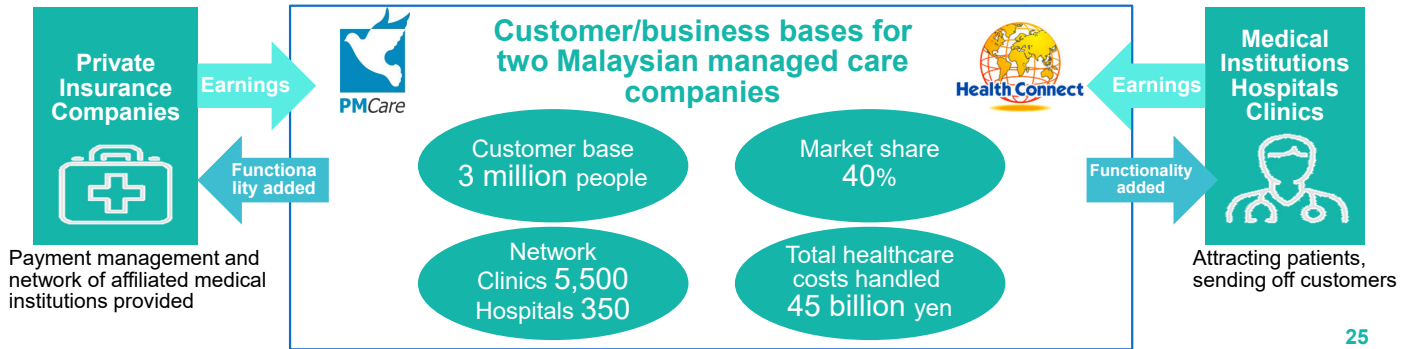 Private
Insurance
Companies
Earnings
Functiona
lity added
Payment management and
network of affiliated medical
institutions provided
PMCare
Customer/business bases for
two Malaysian managed care
companies
Health Connect
Customer base
3 million people
Market share
40%
Network
Clinics 5,500
Hospitals 350
Total healthcare
costs handled
45 billion yen
Earnings
Functionality
added
Medical
Institutions
Hospitals
Clinics
Attracting patients,
sending off customers
25